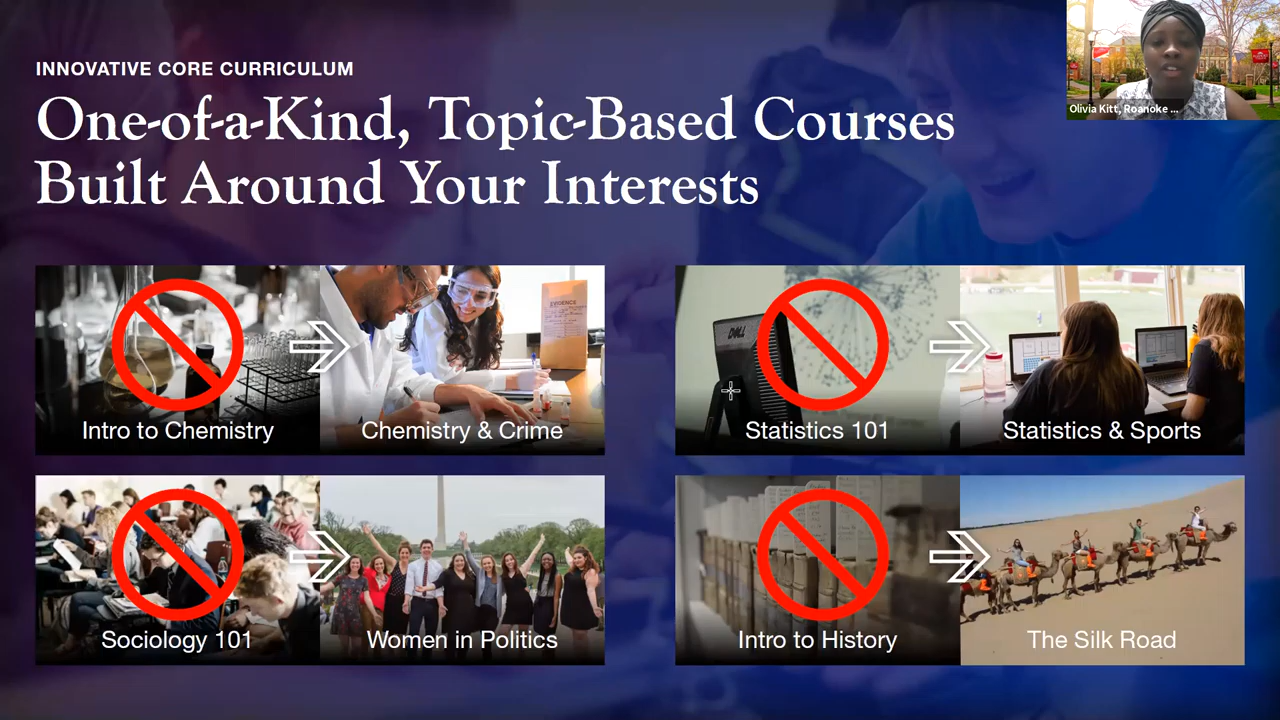 INNOVATIVE CORE CURRICULUM
One-of-a-Kind, Topic-Based Courses
Built Around Your Interests
Olivia Kitt, Roanoke ...
EVIDENCE
DELL
Intro to Chemistry
Chemistry & Crime
Statistics 101
Statistics & Sports
Sociology 101
Women in Politics
Intro to History
The Silk Road